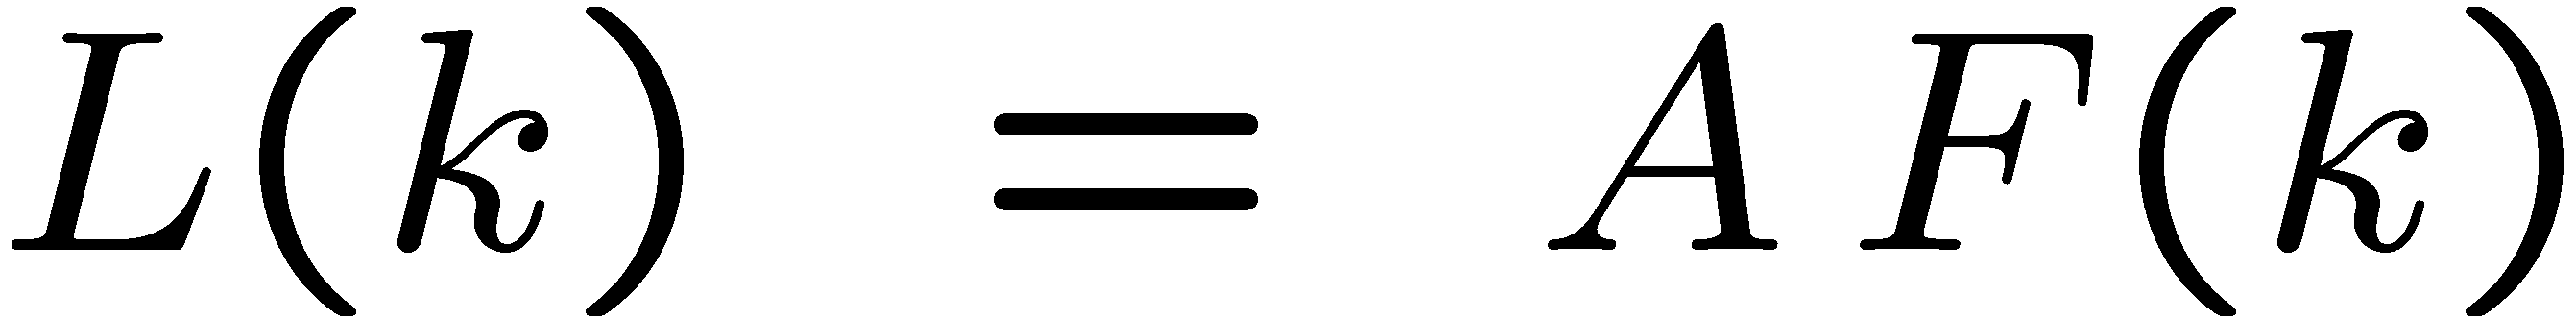 L(k) = AF(k)